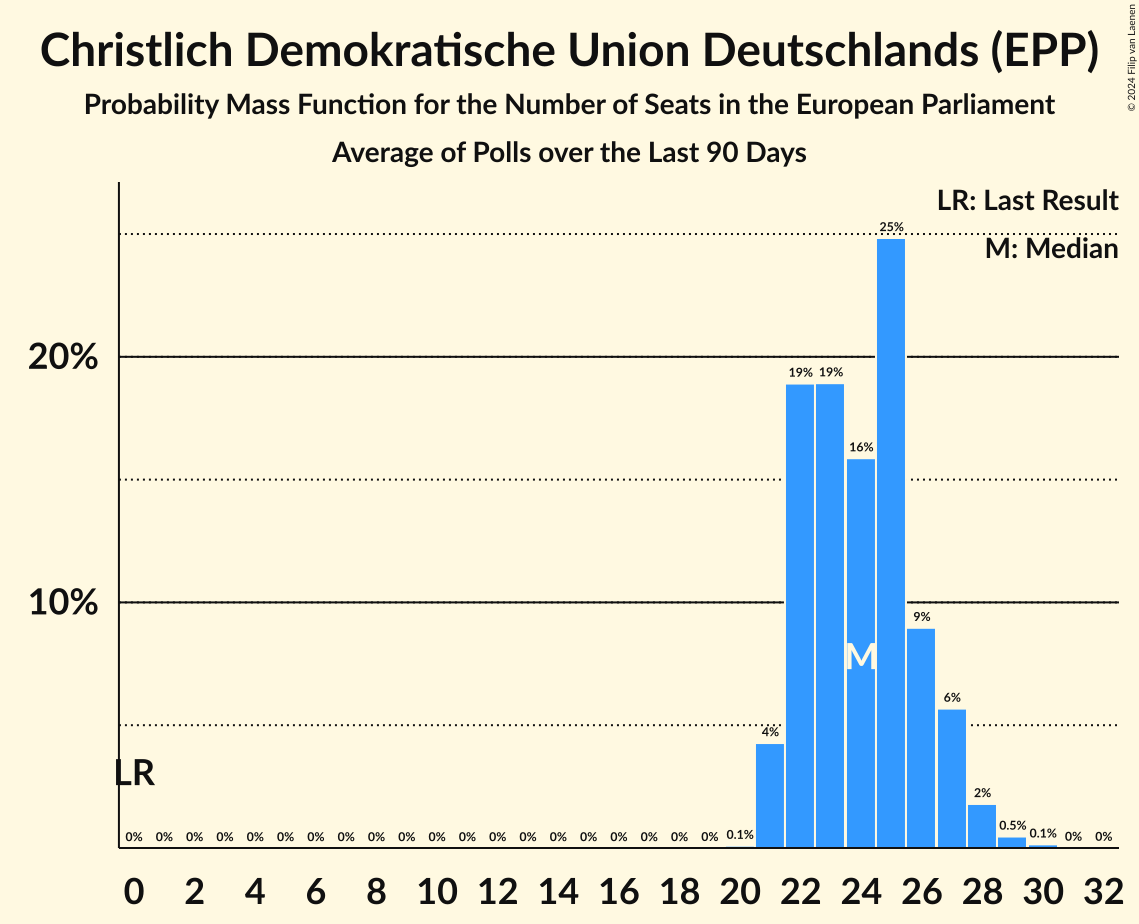 Christlich Demokratische Union Deutschlands (EPP)
Probability Mass Function for the Number of Seats in the European Parliament
Average of Polls over the Last 90 Days
© 2024 Filip van Laenen
LR: Last Result
M: Median
25%
20%
19% 19%
16%
10%
9%
M
6%
4%
LR
2%
0% 0% 0% 0% 0% 0% 0% 0% 0% 0% 0% 0% 0% 0% 0% 0% 0% 0% 0% 0% 0.1% 0.5% 0.1% 0% 0%
0 2 4 6 8 10 12 14 16 18 20 22 24 26 28 30 32